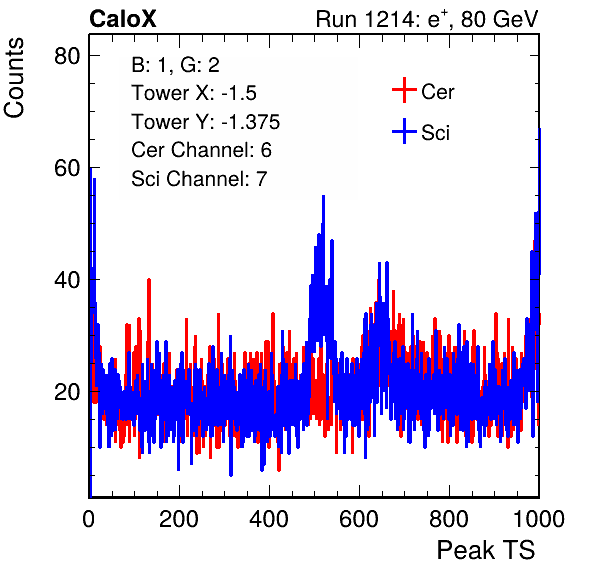 CaloX
Run 1214: e+, 80 GeV
Counts
B: 1, G: 2
Tower X: -1.5
Tower Y: -1.375
Cer Channel: 6
Sci Channel: 7
Cer
Sci
80
60
40
20
0 200 400 600 800 1000
Peak TS